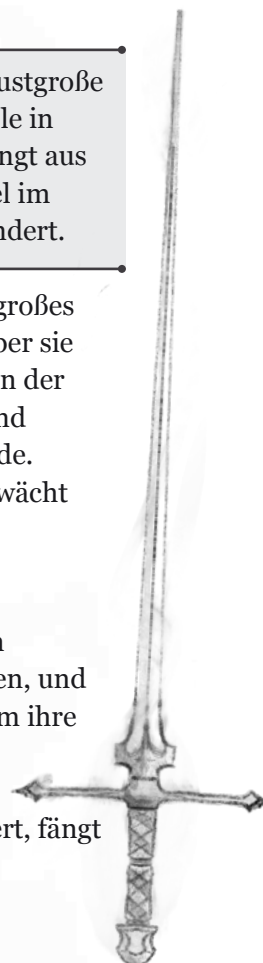 ustgroße
le in
ngt aus
el im
ndert.
großes
ber sie
n der
nd
de.
wächt
n
en, und
m ihre
ert, fängt